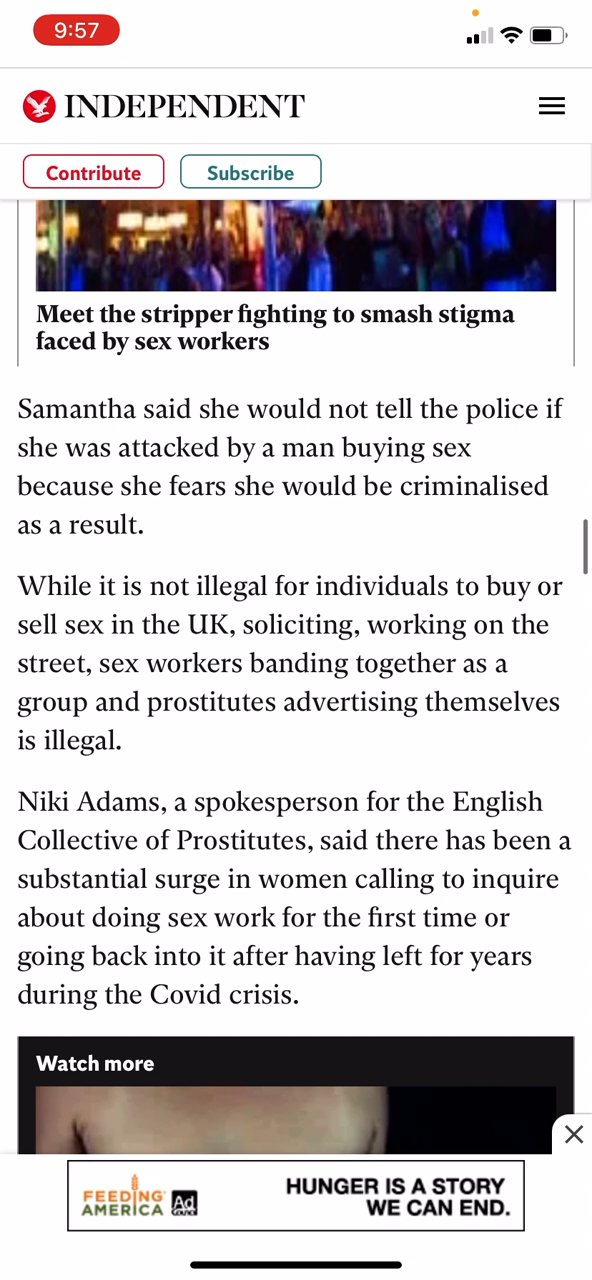 9:57
INDEPENDENT
Contribute
Subscribe
Meet the stripper fighting to smash stigma
faced by sex workers
Samantha said she would not tell the police if
she was attacked by a man buying sex
because she fears she would be criminalised
as a result.
While it is not illegal for individuals to buy or
sell sex in the UK, soliciting, working on the
street, sex workers banding together as a
group and prostitutes advertising themselves
is illegal.
Niki Adams, a spokesperson for the English
Collective of Prostitutes, said there has been a
substantial surge in women calling to inquire
about doing sex work for the first time or
going back into it after having left for years
during the Covid crisis.
Watch more
FEEDING
AMERICA
Ad
COUNCIL
HUNGER IS A STORY
WE CAN END.